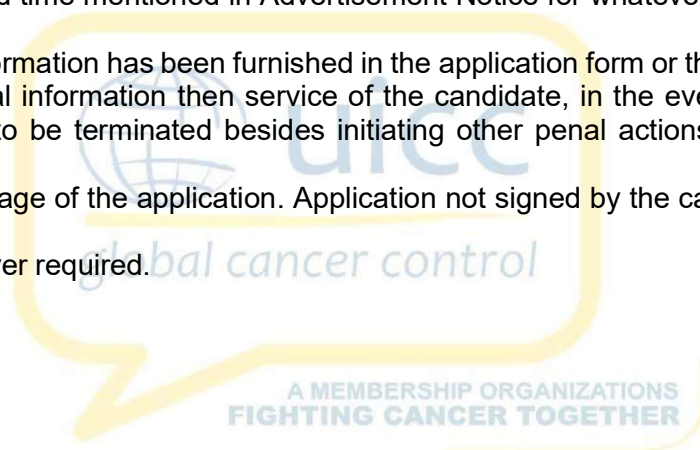 d time mentioned in Advertisement Notice for whatev
ormation has been furnished in the application form or th
al information then service of the candidate, in the eve
to be terminated besides initiating other penal actions
uicc
age of the application. Application not signed by the ca
global cancer control
er required.
A MEMBERSHIP ORGANIZATIONS
FIGHTING CANCER TOGETHER